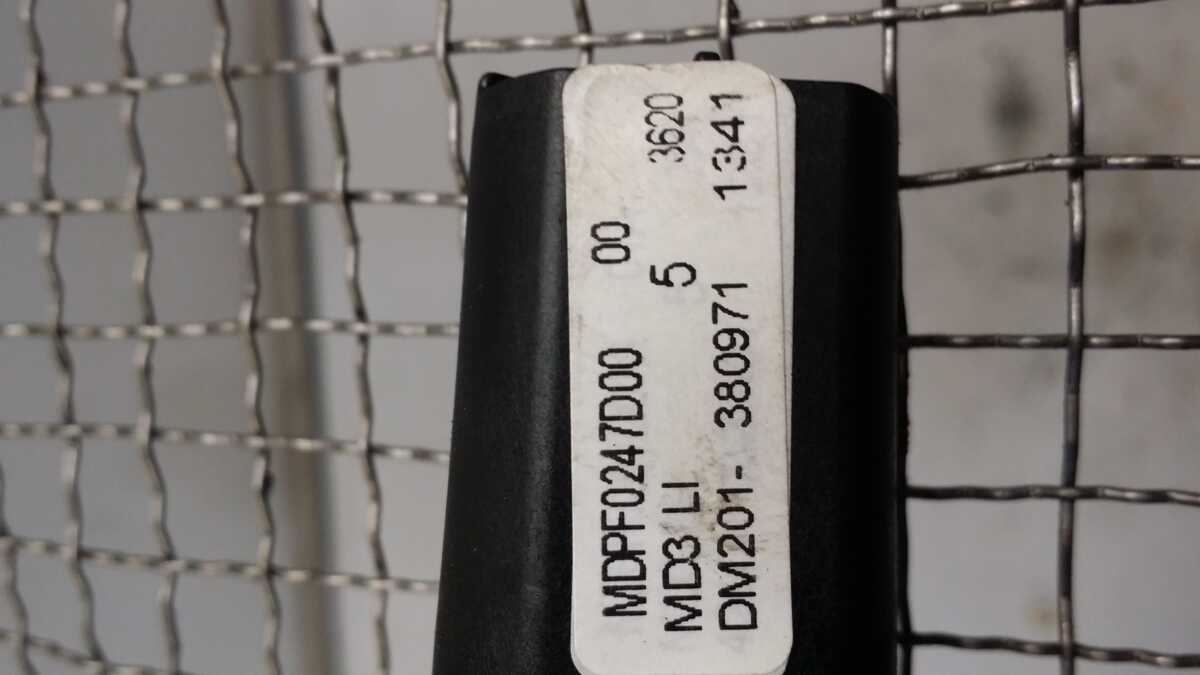 MDPF0247D00 00
MD3 LI 5 3620
DM201- 380971 1341